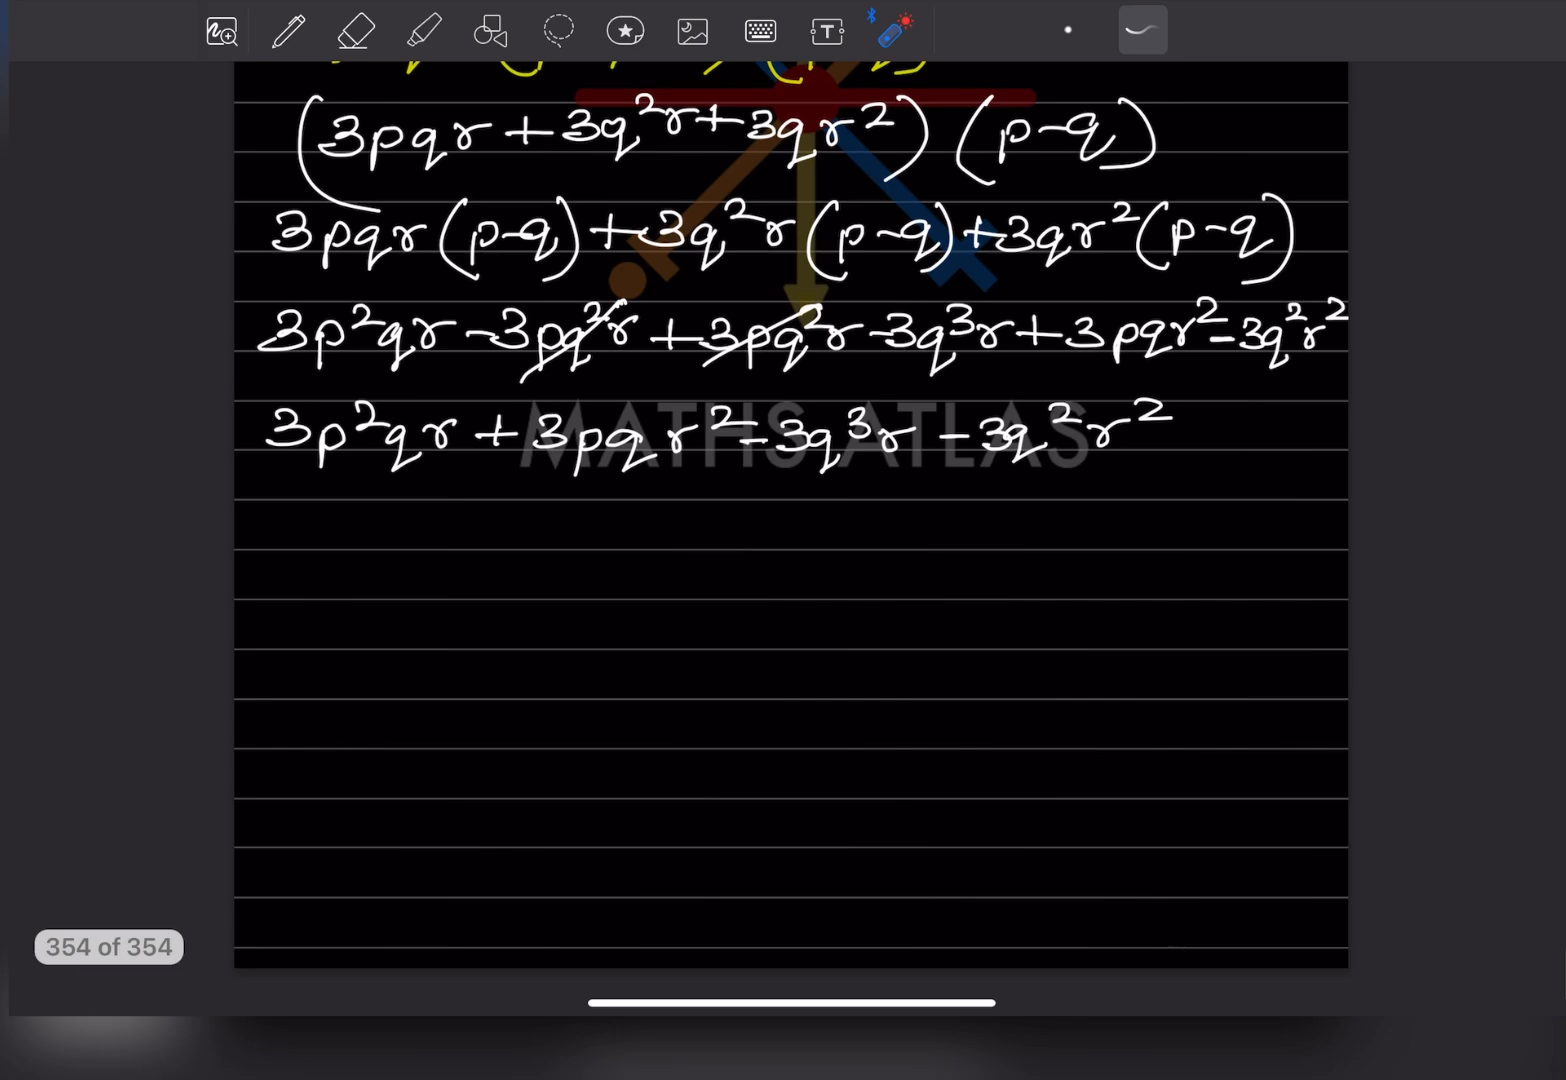 (3pqr + 3q²r + 3qr²) (p-q)
3pqr (p-q) + 3q²r (p-q) + 3qr² (p-q)
3p²qr - 3pq²r + 3pq²r - 3q³r + 3pqr² - 3q²r²
3p²qr + 3pqr² - 3q³r - 3q²r²
MATHS ATLAS
354 of 354